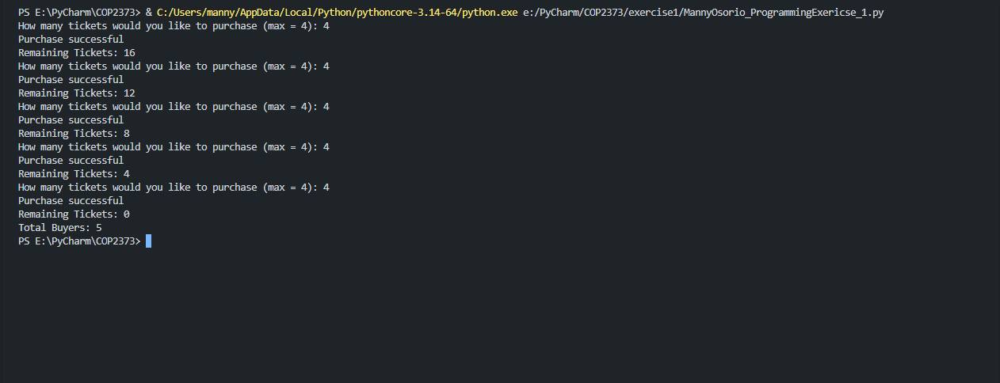 PS E:\PyCharm\COP2373> & C:/Users/manny/AppData/Local/Python/pythoncore-3.14-64/python.exe e:/PyCharm/COP2373/exercise1/MannyOsorio_ProgrammingExericse_1.py
How many tickets would you like to purchase (max = 4): 4
Purchase successful
Remaining Tickets: 16
How many tickets would you like to purchase (max = 4): 4
Purchase successful
Remaining Tickets: 12
How many tickets would you like to purchase (max = 4): 4
Purchase successful
Remaining Tickets: 8
How many tickets would you like to purchase (max = 4): 4
Purchase successful
Remaining Tickets: 4
How many tickets would you like to purchase (max = 4): 4
Purchase successful
Remaining Tickets: 0
Total Buyers: 5
PS E:\PyCharm\COP2373>